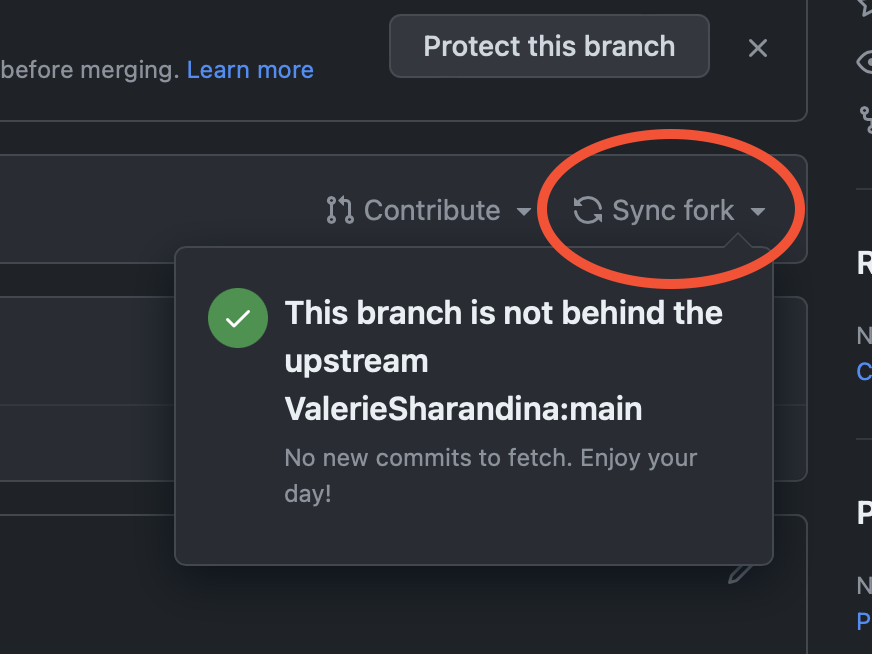 Protect this branch
before merging. Learn more
Contribute
Sync fork
This branch is not behind the
upstream
ValerieSharandina:main
No new commits to fetch. Enjoy your
day!